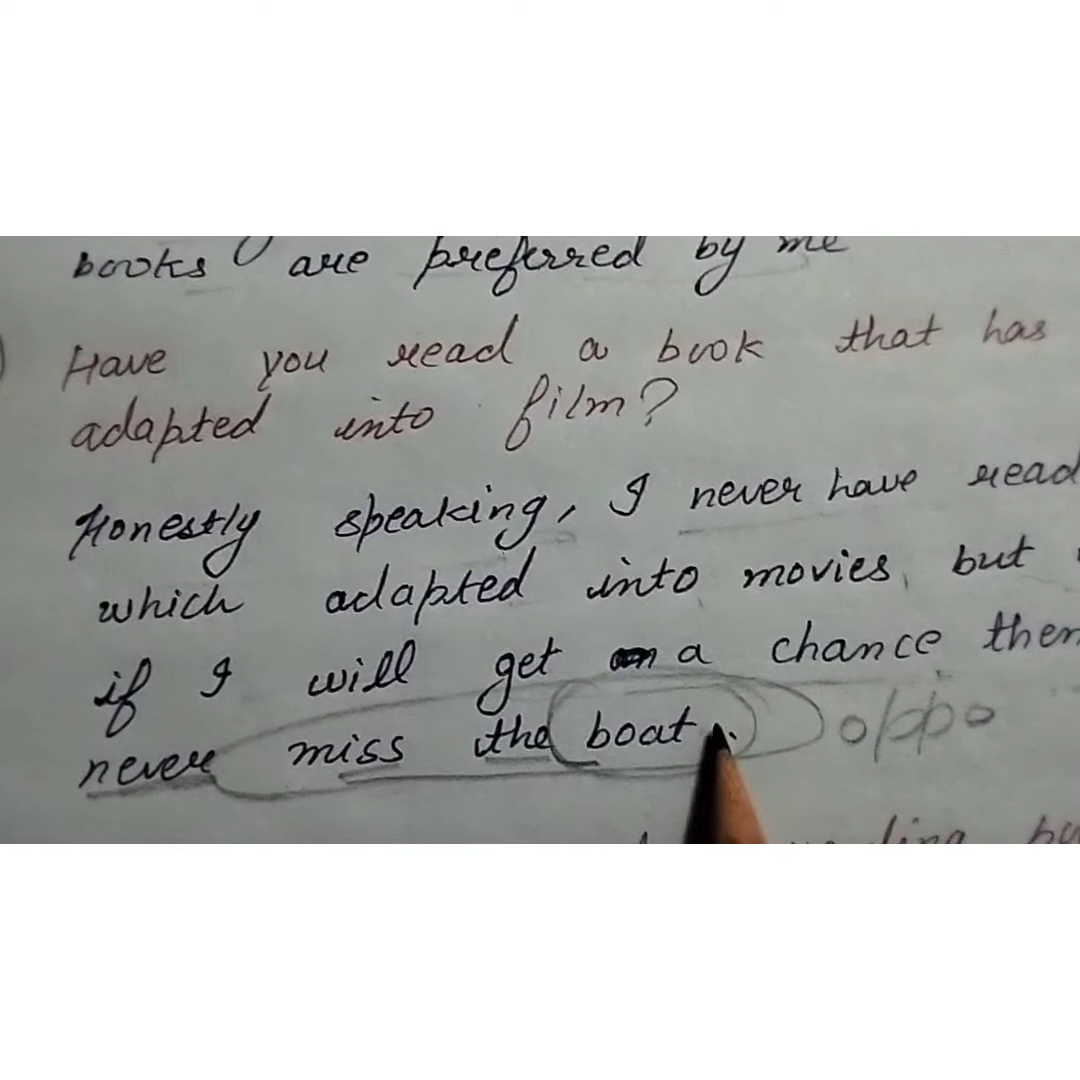 books are preferred by me
Have you read a book that has
adapted into film?
Honestly speaking, I never have read
which adapted into movies, but
if I will get a chance then
never miss the boat.
oppo